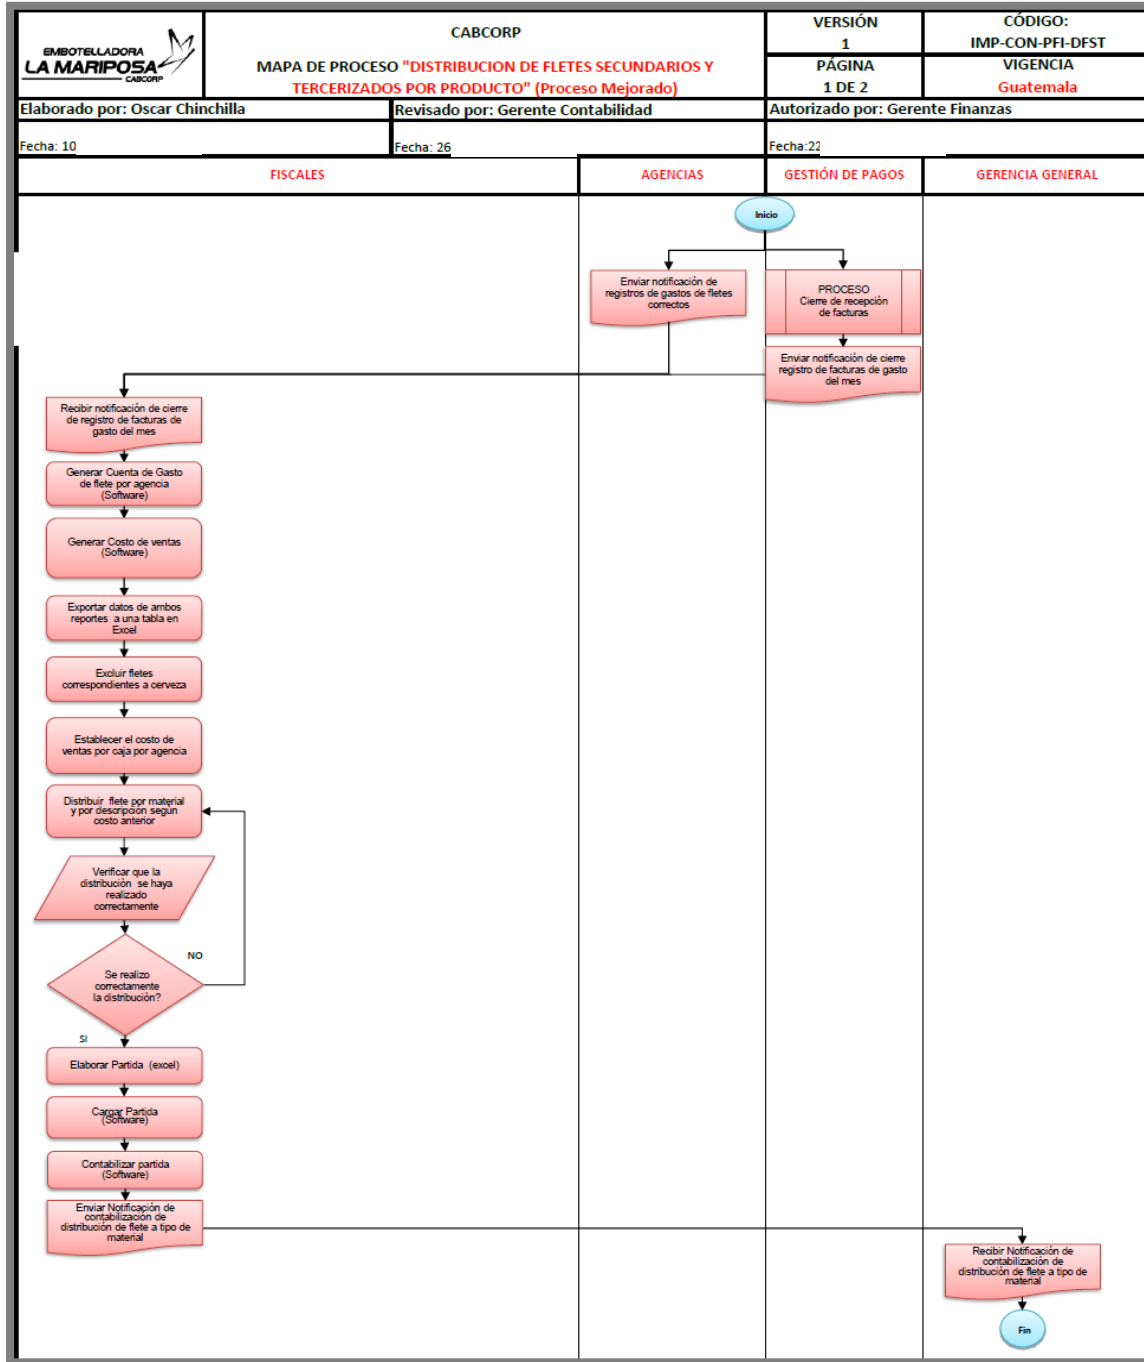 EMBOTELLADORA
LA MARIPOSA
CABCORP
CABCORP
MAPA DE PROCESO "DISTRIBUCION DE FLETES SECUNDARIOS Y
TERCERIZADOS POR PRODUCTO" (Proceso Mejorado)
VERSIÓN
1
CÓDIGO:
IMP-CON-PFI-DFST
PÁGINA
1 DE 2
VIGENCIA
Guatemala
Elaborado por: Oscar Chinchilla
Revisado por: Gerente Contabilidad
Autorizado por: Gerente Finanzas
Fecha: 10
Fecha: 26
Fecha:22
FISCALES
AGENCIAS
GESTIÓN DE PAGOS
GERENCIA GENERAL
Inicio
Enviar notificación de
registros de gastos de fletes
correctos
PROCESO
Cierre de recepción
de facturas
Enviar notificación de cierre
registro de facturas de gasto
del mes
Recibir notificación de cierre
de registro de facturas de
gasto del mes
Generar Cuenta de Gasto
de flete por agencia
(Software)
Generar Costo de ventas
(Software)
Exportar datos de ambos
reportes a una tabla en
Excel
Excluir fletes
correspondientes a cerveza
Establecer el costo de
ventas por caja por agencia
Distribuir flete por material
y por descripción según
costo anterior
Verificar que la
distribución se haya
realizado
correctamente
NO
Se realizo
correctamente
la distribución?
SI
Elaborar Partida (excel)
Cargar Partida
(Software)
Contabilizar partida
(Software)
Enviar Notificación de
contabilización de
distribución de flete a tipo de
material
Recibir Notificación de
contabilización de
distribución de flete a tipo de
material
Fin